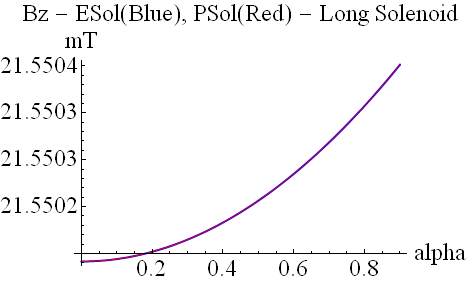 Bz − ESol(Blue), PSol(Red) − Long Solenoid
mT
21.5504
21.5503
21.5503
21.5502
0.2 0.4 0.6 0.8 alpha